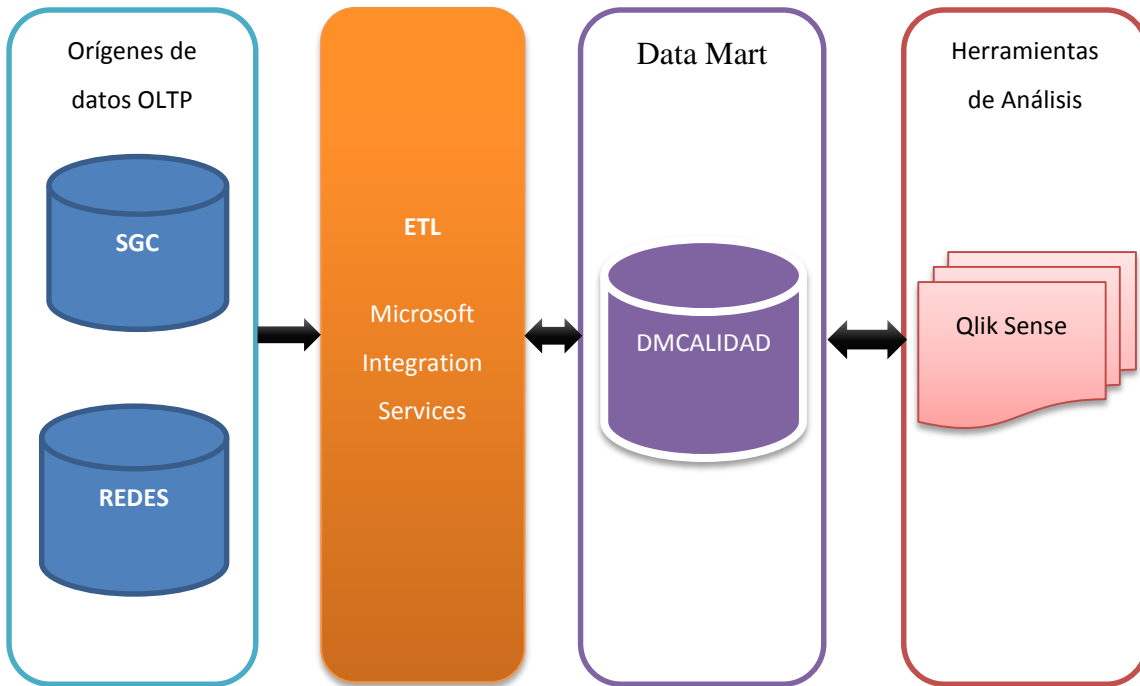 Orígenes de
datos OLTP
SGC
REDES
ETL
Microsoft
Integration
Services
Data Mart
DMCALIDAD
Herramientas
de Análisis
Qlik Sense